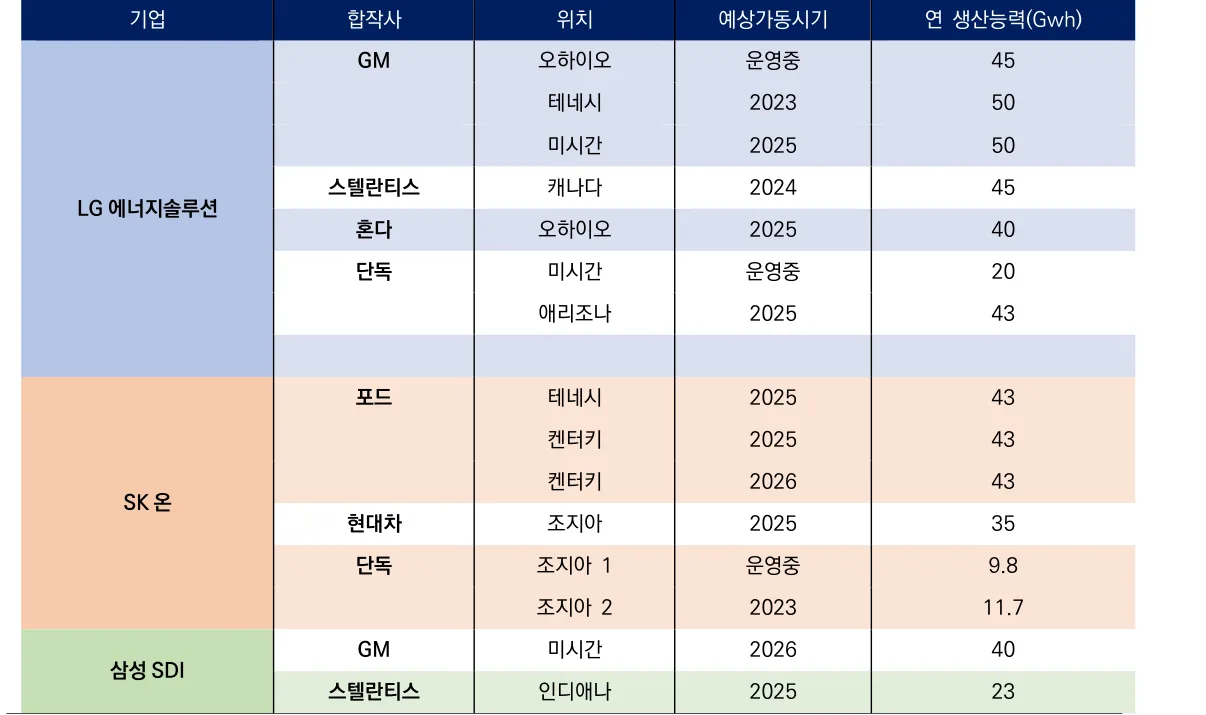 기업 합작사 위치 예상가동시기 연 생산능력(Gwh)
GM 오하이오 운영중 45
테네시 2023 50
미시간 2025 50
스텔란티스 캐나다 2024 45
LG 에너지솔루션
혼다 오하이오 2025 40
단독 미시간 운영중 20
애리조나 2025 43
포드 테네시 2025 43
켄터키 2025 43
켄터키 2026 43
SK 온
현대차 조지아 2025 35
단독 조지아 1 운영중 9.8
조지아 2 2023 11.7
GM 미시간 2026 40
삼성 SDI
스텔란티스 인디애나 2025 23